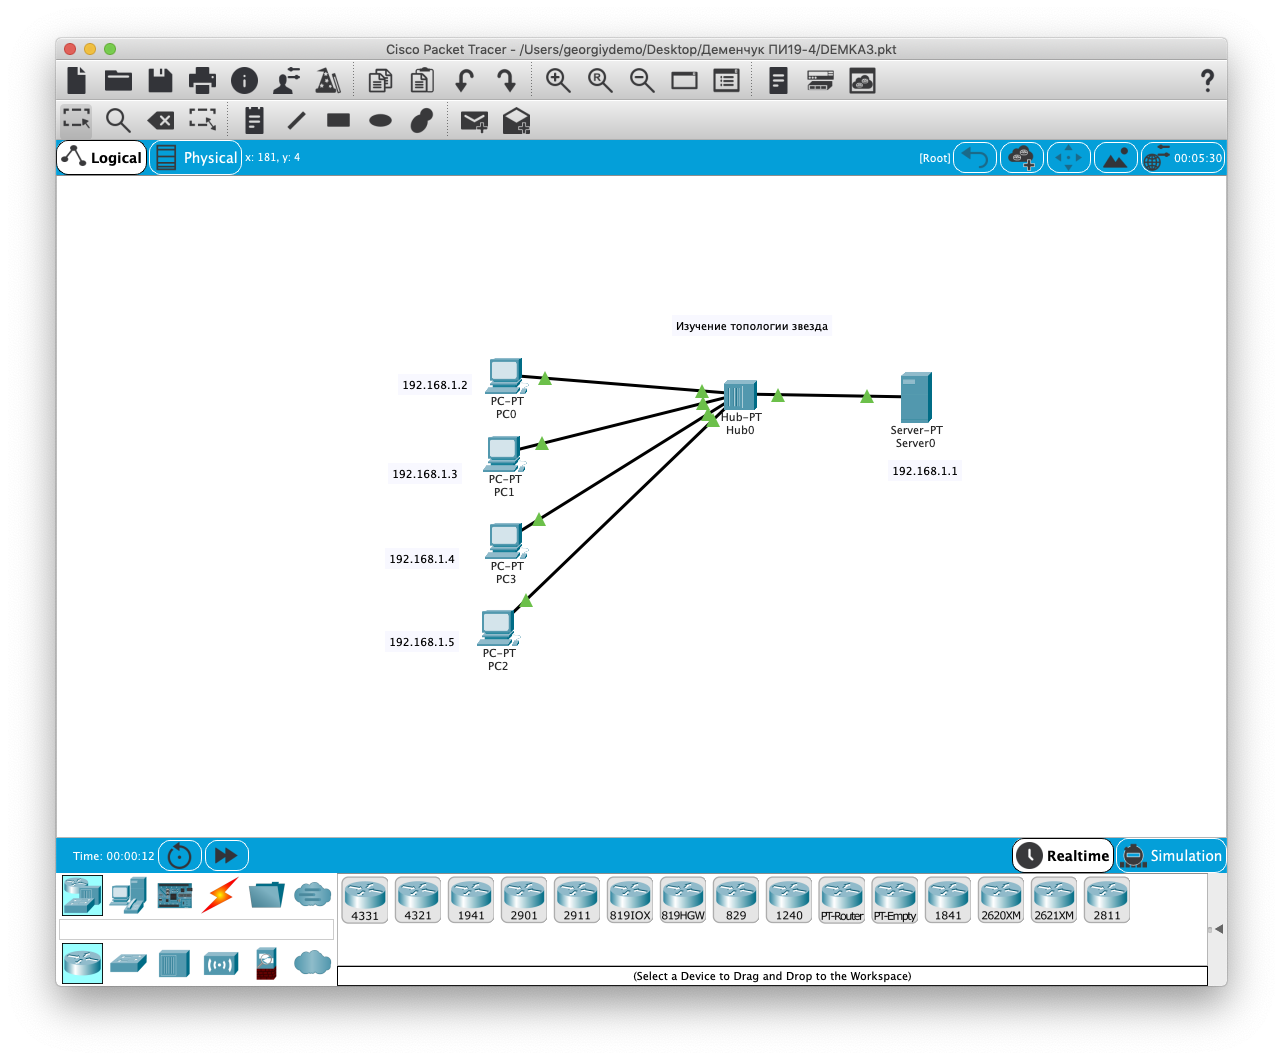 Cisco Packet Tracer - /Users/georgiydemo/Desktop/Деменчук ПИ19-4/DEMKA3.pkt
Logical
Physical
x: 181, y: 4
[Root]
00:05:30
Изучение топологии звезда
192.168.1.2
PC-PT
PC0
Hub-PT
Hub0
Server-PT
Server0
192.168.1.1
192.168.1.3
PC-PT
PC1
192.168.1.4
PC-PT
PC3
192.168.1.5
PC-PT
PC2
Time: 00:00:12
Realtime
Simulation
4331
4321
1941
2901
2911
819IOX
819HGW
829
1240
PT-Router
PT-Empty
1841
2620XM
2621XM
2811
(Select a Device to Drag and Drop to the Workspace)